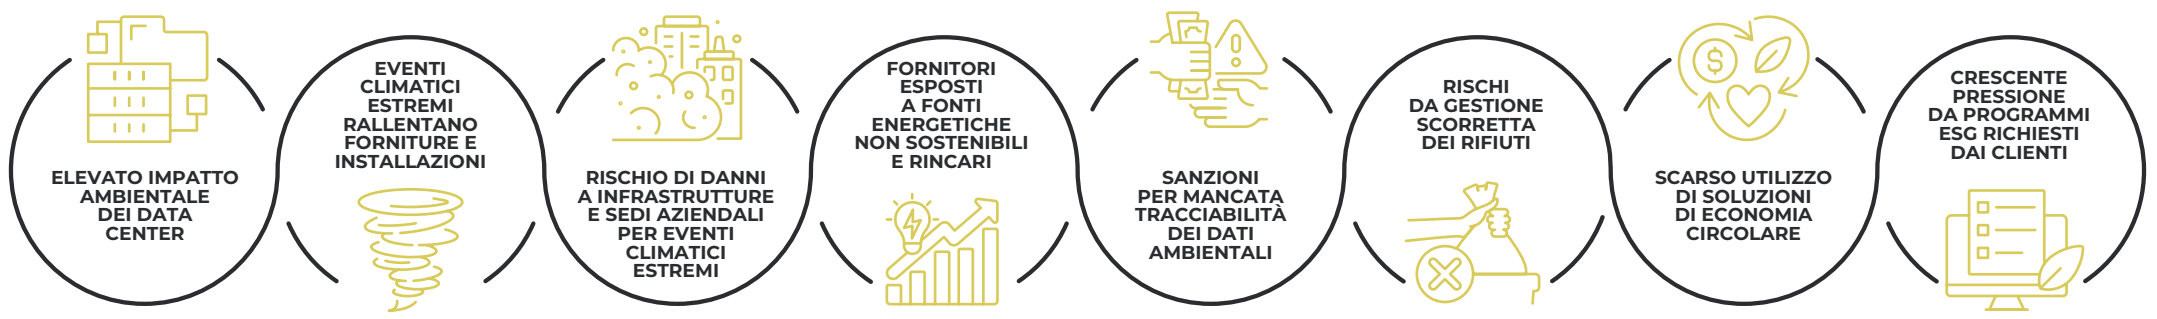 ELEVATO IMPATTO
AMBIENTALE
DEI DATA
CENTER
EVENTI
CLIMATICI
ESTREMI
RALLENTANO
FORNITURE E
INSTALLAZIONI
RISCHIO DI DANNI
A INFRASTRUTTURE
E SEDI AZIENDALI
PER EVENTI
CLIMATICI
ESTREMI
FORNITORI
ESPOSTI
A FONTI
ENERGETICHE
NON SOSTENIBILI
E RINCARI
SANZIONI
PER MANCATA
TRACCIABILITÀ
DEI DATI
AMBIENTALI
RISCHI
DA GESTIONE
SCORRETTA
DEI RIFIUTI
$
SCARSO UTILIZZO
DI SOLUZIONI
DI ECONOMIA
CIRCOLARE
CRESCENTE
PRESSIONE
DA PROGRAMMI
ESG RICHIESTI
DAI CLIENTI